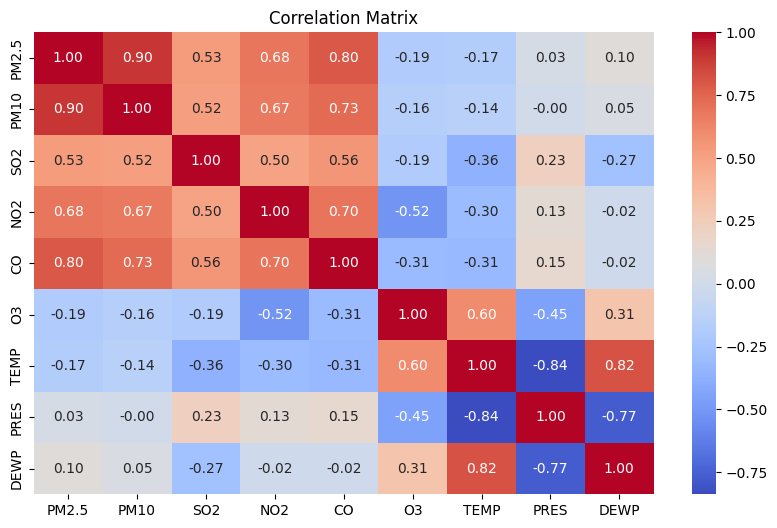 Correlation Matrix
PM2.5 1.00 0.90 0.53 0.68 0.80 -0.19 -0.17 0.03 0.10
PM10 0.90 1.00 0.52 0.67 0.73 -0.16 -0.14 -0.00 0.05
SO2 0.53 0.52 1.00 0.50 0.56 -0.19 -0.36 0.23 -0.27
NO2 0.68 0.67 0.50 1.00 0.70 -0.52 -0.30 0.13 -0.02
CO 0.80 0.73 0.56 0.70 1.00 -0.31 -0.31 0.15 -0.02
O3 -0.19 -0.16 -0.19 -0.52 -0.31 1.00 0.60 -0.45 0.31
TEMP -0.17 -0.14 -0.36 -0.30 -0.31 0.60 1.00 -0.84 0.82
PRES 0.03 -0.00 0.23 0.13 0.15 -0.45 -0.84 1.00 -0.77
DEWP 0.10 0.05 -0.27 -0.02 -0.02 0.31 0.82 -0.77 1.00
PM2.5 PM10 SO2 NO2 CO O3 TEMP PRES DEWP
1.00
0.75
0.50
0.25
0.00
-0.25
-0.50
-0.75